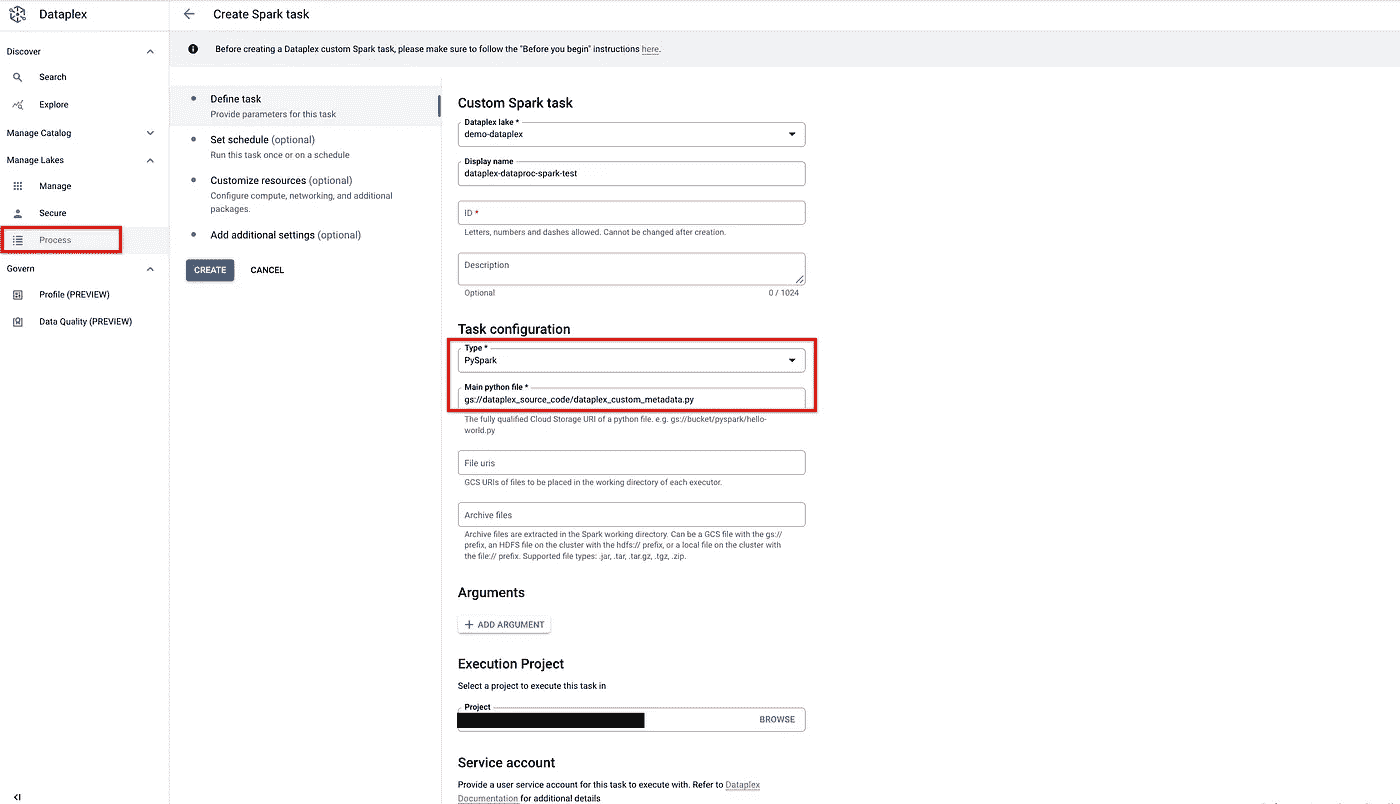 Dataplex
Create Spark task
Before creating a Dataplex custom Spark task, please make sure to follow the "Before you begin" instructions here.
Discover
Search
Explore
Manage Catalog
Manage Lakes
Manage
Secure
Process
Govern
Profile (PREVIEW)
Data Quality (PREVIEW)
Define task
Provide parameters for this task
Set schedule (optional)
Run this task once or on a schedule
Customize resources (optional)
Configure compute, networking, and additional
packages.
Add additional settings (optional)
CREATE CANCEL
Custom Spark task
Dataplex lake *
demo-dataplex
Display name
dataplex-dataproc-spark-test
ID *
Letters, numbers and dashes allowed. Cannot be changed after creation.
Description
Optional 0 / 1024
Task configuration
Type *
PySpark
Main python file *
gs://dataplex_source_code/dataplex_custom_metadata.py
The fully qualified Cloud Storage URI of a python file. e.g. gs://bucket/pyspark/hello-
world.py
File uris
GCS URIs of files to be placed in the working directory of each executor.
Archive files
Archive files are extracted in the Spark working directory. Can be a GCS file with the gs://
prefix, an HDFS file on the cluster with the hdfs:// prefix, or a local file on the cluster with
the file:// prefix. Supported file types: .jar, .tar, .tar.gz, .tgz, .zip.
Arguments
ADD ARGUMENT
Execution Project
Select a project to execute this task in
Project
BROWSE
Service account
Provide a user service account for this task to execute with. Refer to Dataplex
Documentation for additional details